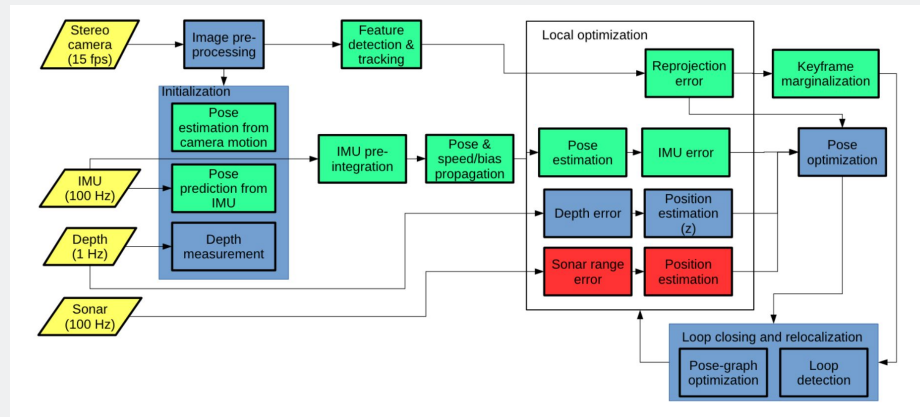 Stereo
camera
(15 fps)
Image pre-
processing
Feature
detection &
tracking
Local optimization
Reprojection
error
Keyframe
marginalization
Initialization
Pose
estimation from
camera motion
IMU pre-
integration
Pose &
speed/bias
propagation
Pose
estimation
IMU error
Pose
optimization
IMU
(100 Hz)
Pose
prediction from
IMU
Depth
(1 Hz)
Depth
measurement
Depth error
Position
estimation
(z)
Sonar range
error
Position
estimation
Sonar
(100 Hz)
Loop closing and relocalization
Pose-graph
optimization
Loop
detection